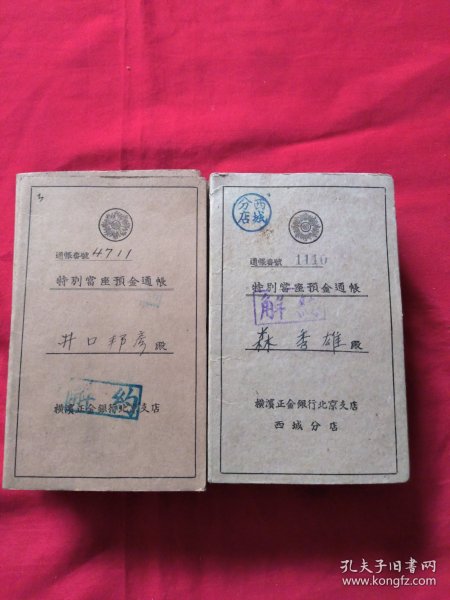 通帳番號 4711
特別當座預金通帳
井口邦彦 殿
解約
横濱正金銀行北京支店
西城
分店
通帳番號 1110
特別當座預金通帳
解約
森 秀雄 殿
横濱正金銀行北京支店
西城分店
孔夫子旧书网
www.kongfz.com